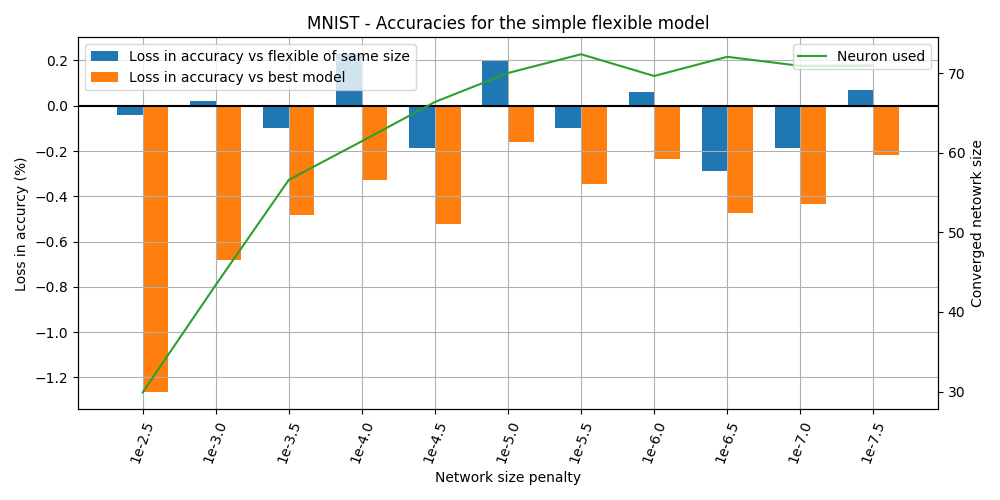 MNIST - Accuracies for the simple flexible model
Loss in accuracy vs flexible of same size
Loss in accuracy vs best model
Neuron used
Loss in accurcy (%)
0.2
0.0
−0.2
−0.4
−0.6
−0.8
−1.0
−1.2
70
60
50
40
30
Converged netowrk size
1e-2.5
1e-3.0
1e-3.5
1e-4.0
1e-4.5
1e-5.0
1e-5.5
1e-6.0
1e-6.5
1e-7.0
1e-7.5
Network size penalty